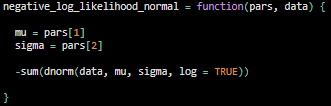 negative_log_likelihood_normal = function(pars, data) {
mu = pars[1]
sigma = pars[2]
-sum(dnorm(data, mu, sigma, log = TRUE))
}